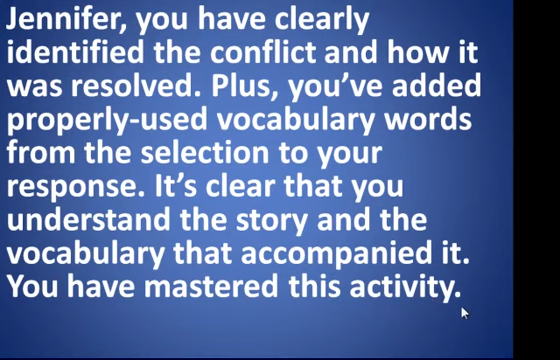 Jennifer, you have clearly
identified the conflict and how it
was resolved. Plus, you’ve added
properly-used vocabulary words
from the selection to your
response. It’s clear that you
understand the story and the
vocabulary that accompanied it.
You have mastered this activity.